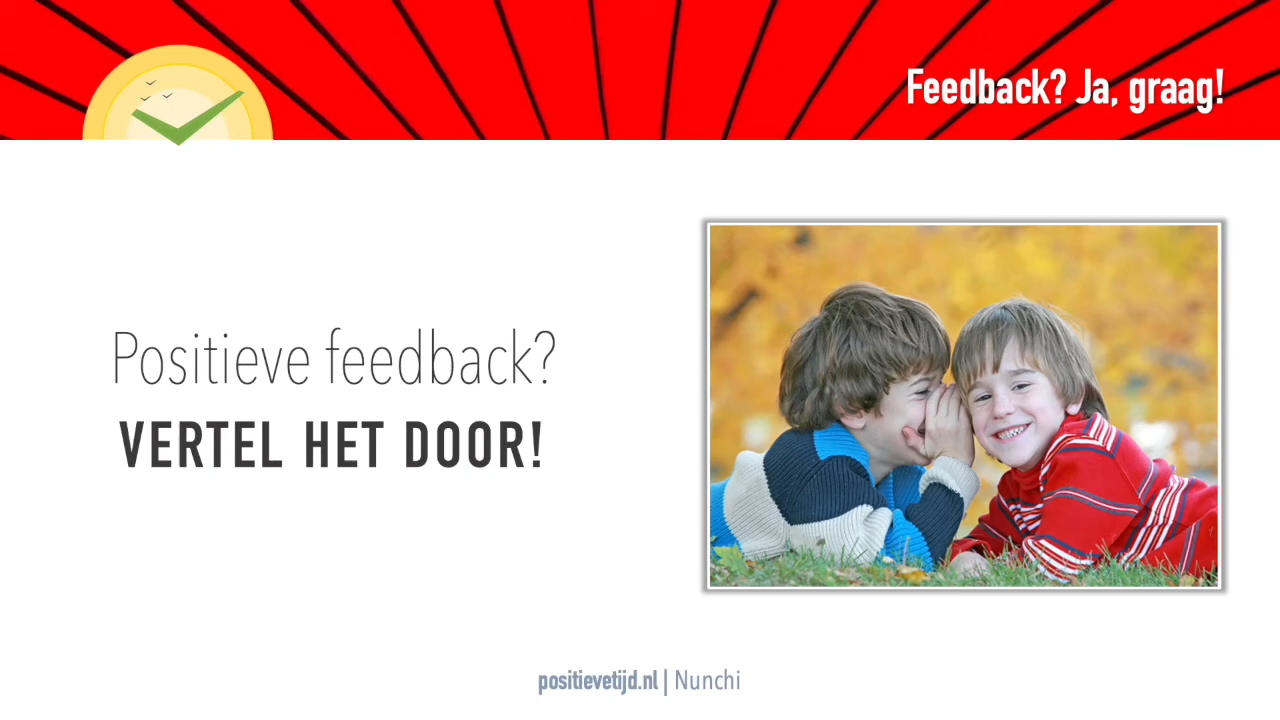 Feedback? Ja, graag!
Positieve feedback?
VERTEL HET DOOR!
positievetijd.nl | Nunchi